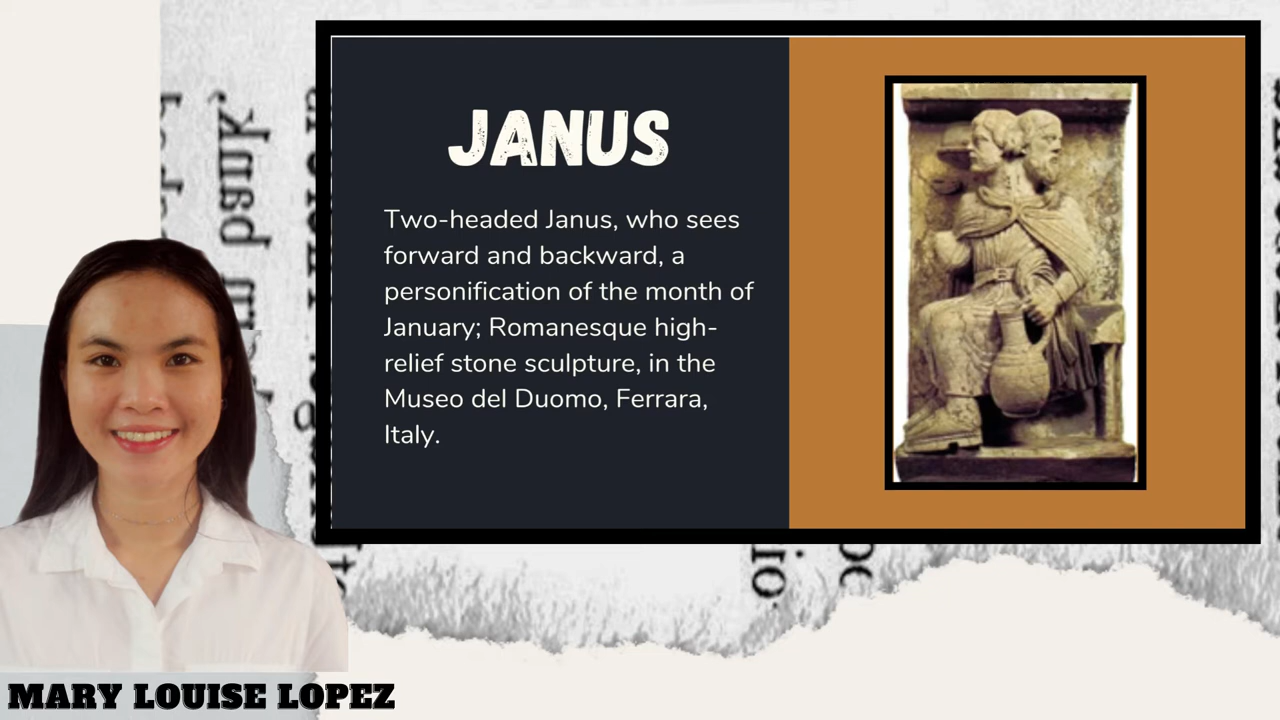 JANUS
Two-headed Janus, who sees
forward and backward, a
personification of the month of
January; Romanesque high-
relief stone sculpture, in the
Museo del Duomo, Ferrara,
Italy.
MARY LOUISE LOPEZ